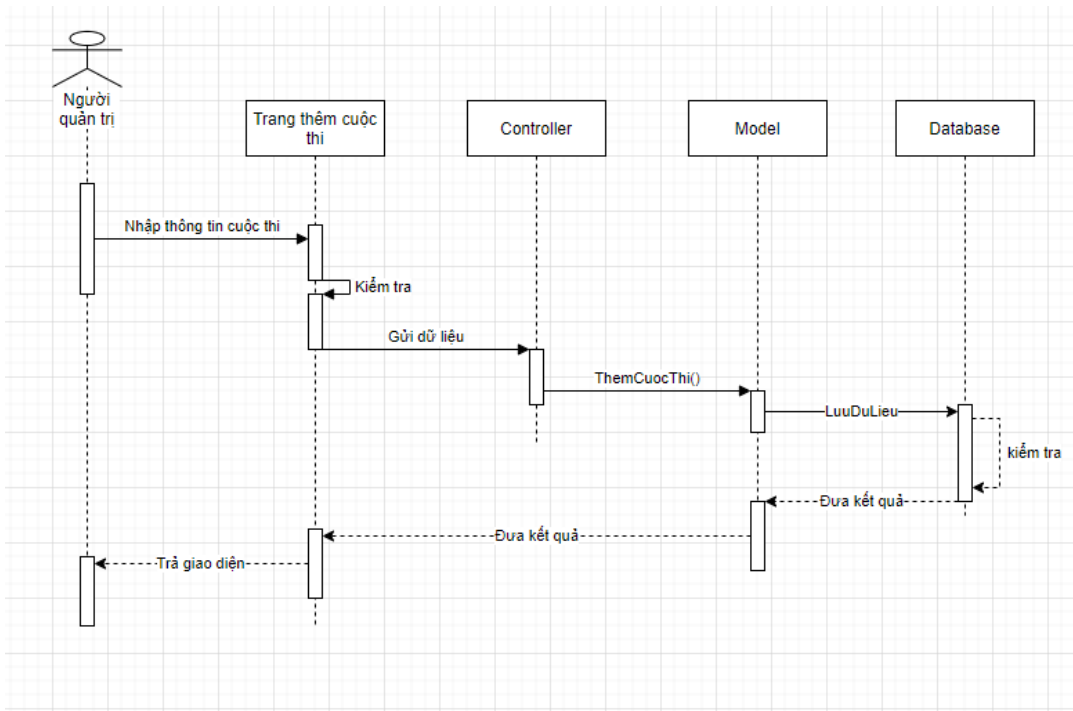 Người
quản trị
Trang thêm cuộc
thi
Controller
Model
Database
Nhập thông tin cuộc thi
Kiểm tra
Gửi dữ liệu
ThemCuocThi()
LuuDuLieu
kiểm tra
Đưa kết quả
Đưa kết quả
Trả giao diện